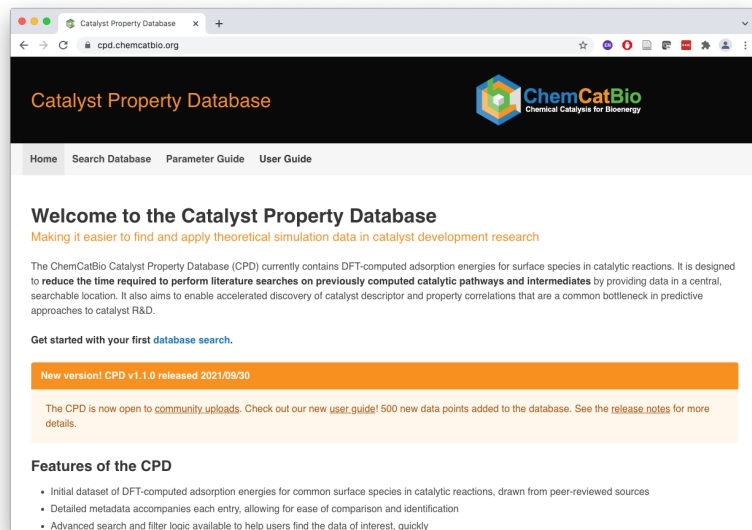 Catalyst Property Database
cpd.chemcatbio.org
Catalyst Property Database
ChemCatBio
Chemical Catalysis for Bioenergy
Home Search Database Parameter Guide User Guide
Welcome to the Catalyst Property Database
Making it easier to find and apply theoretical simulation data in catalyst development research
The ChemCatBio Catalyst Property Database (CPD) currently contains DFT-computed adsorption energies for surface species in catalytic reactions. It is designed
to reduce the time required to perform literature searches on previously computed catalytic pathways and intermediates by providing data in a central,
searchable location. It also aims to enable accelerated discovery of catalyst descriptor and property correlations that are a common bottleneck in predictive
approaches to catalyst R&D.
Get started with your first database search.
New version! CPD v1.1.0 released 2021/09/30
The CPD is now open to community uploads. Check out our new user guide! 500 new data points added to the database. See the release notes for more
details.
Features of the CPD
• Initial dataset of DFT-computed adsorption energies for common surface species in catalytic reactions, drawn from peer-reviewed sources
• Detailed metadata accompanies each entry, allowing for ease of comparison and identification
• Advanced search and filter logic available to help users find the data of interest, quickly